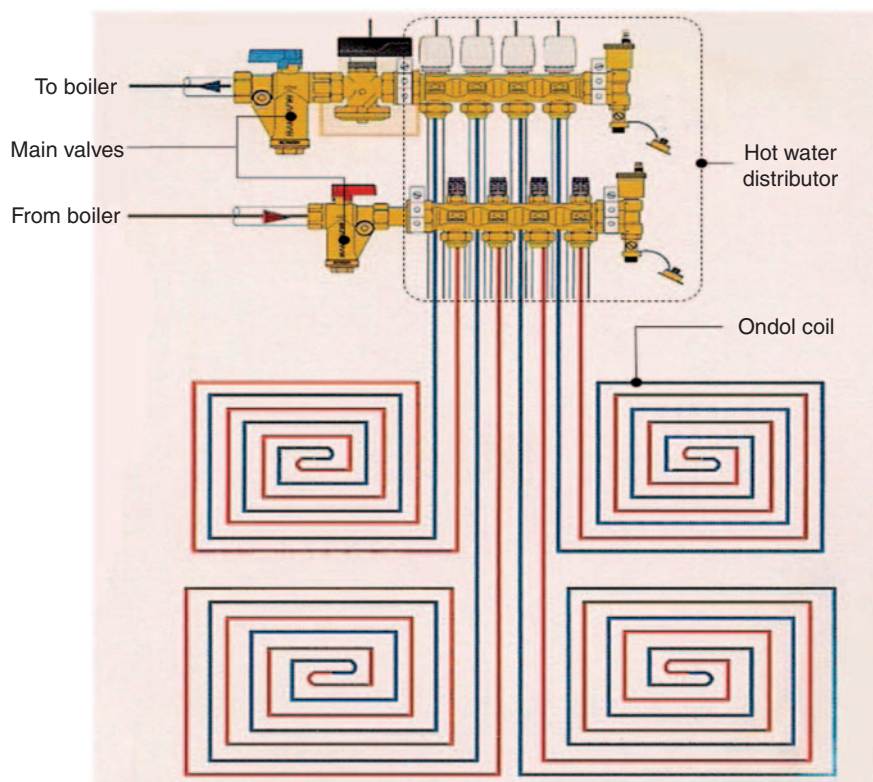 To boiler
Main valves
From boiler
Hot water
distributor
Ondol coil